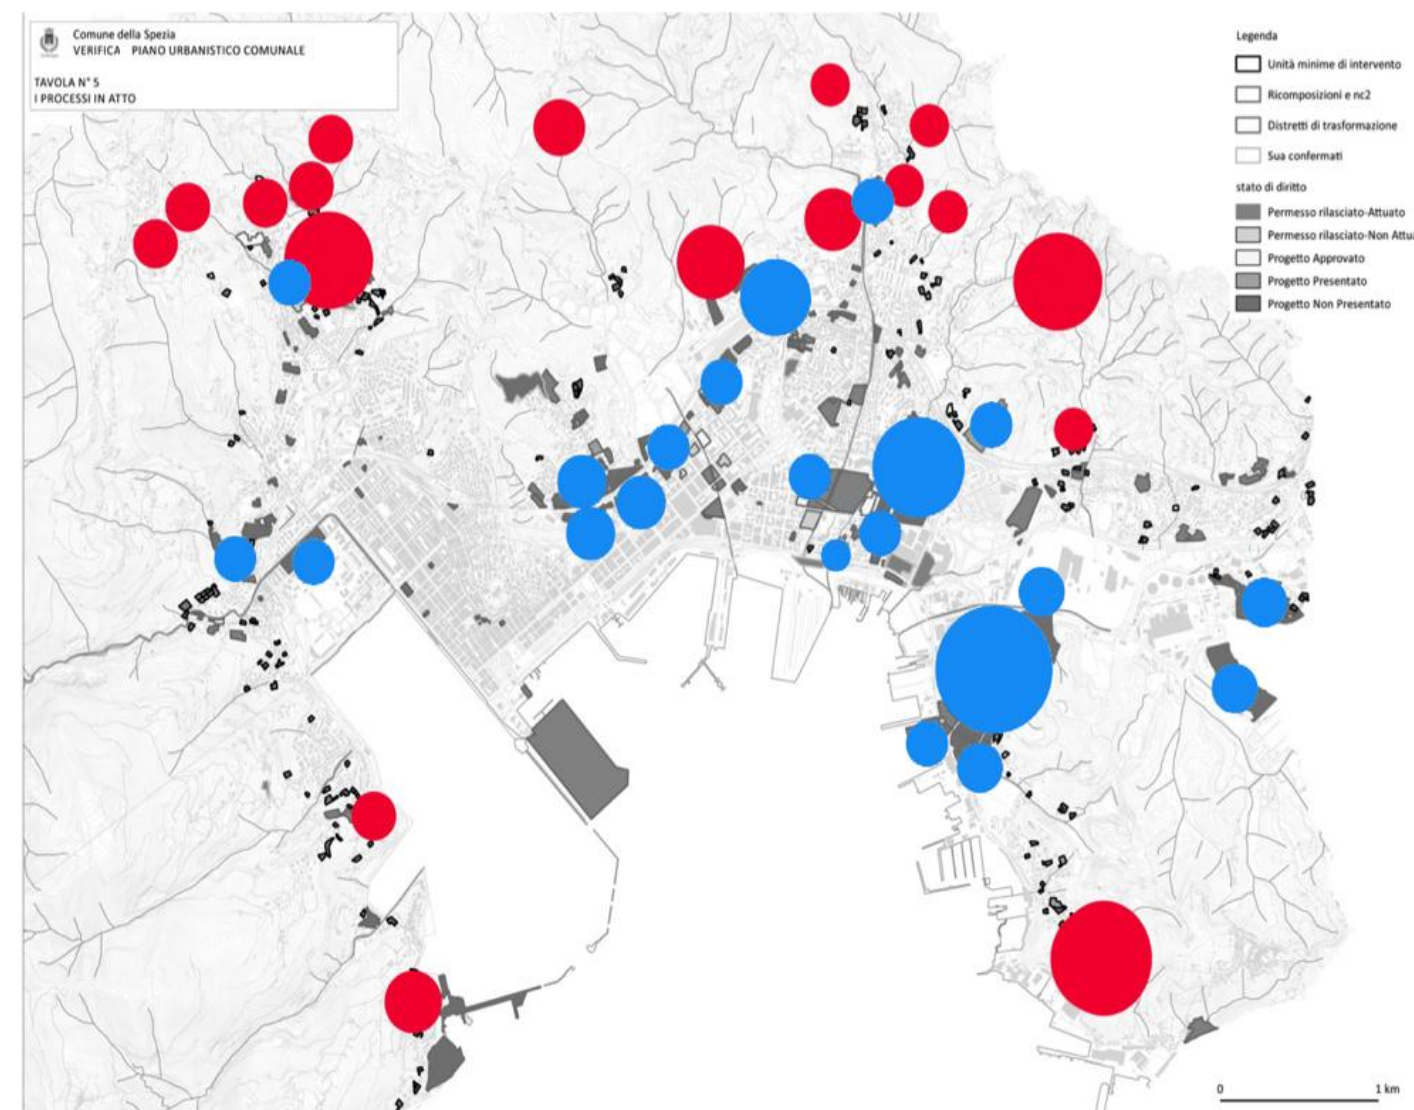 Comune della Spezia
VERIFICA PIANO URBANISTICO COMUNALE
TAVOLA N° 5
I PROCESSI IN ATTO
Legenda
Unità minime di intervento
Ricomposizioni e nc2
Distretti di trasformazione
Sua confermati
stato di diritto
Permesso rilasciato-Attuato
Permesso rilasciato-Non Attu
Progetto Approvato
Progetto Presentato
Progetto Non Presentato
0 1 km